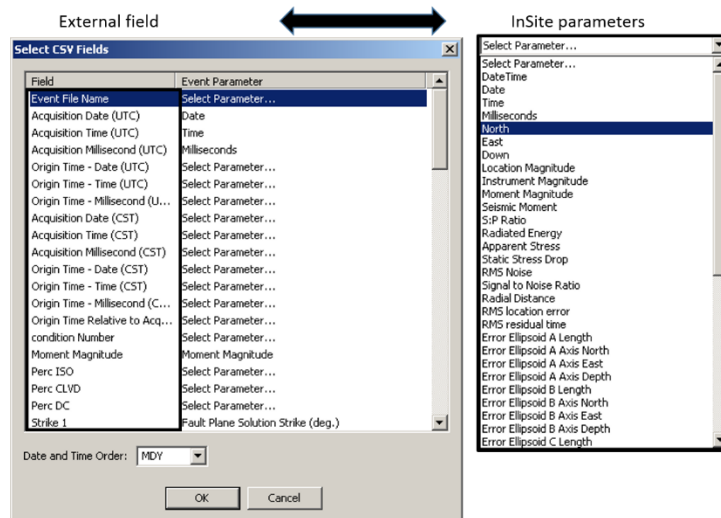 External field
InSite parameters
Select CSV Fields
Field Event Parameter
Event File Name Select Parameter...
Acquisition Date (UTC) Date
Acquisition Time (UTC) Time
Acquisition Millisecond (UTC) Milliseconds
Origin Time - Date (UTC) Select Parameter...
Origin Time - Time (UTC) Select Parameter...
Origin Time - Millisecond (U... Select Parameter...
Acquisition Date (CST) Select Parameter...
Acquisition Time (CST) Select Parameter...
Acquisition Millisecond (CST) Select Parameter...
Origin Time - Date (CST) Select Parameter...
Origin Time - Time (CST) Select Parameter...
Origin Time - Millisecond (C... Select Parameter...
Origin Time Relative to Acq... Select Parameter...
condition Number Select Parameter...
Moment Magnitude Moment Magnitude
Perc ISO Select Parameter...
Perc CLVD Select Parameter...
Perc DC Select Parameter...
Strike 1 Fault Plane Solution Strike (deg.)
Date and Time Order: MDY
OK Cancel
Select Parameter...
Select Parameter...
DateTime
Date
Time
Milliseconds
North
East
Down
Location Magnitude
Instrument Magnitude
Moment Magnitude
Seismic Moment
S:P Ratio
Radiated Energy
Apparent Stress
Static Stress Drop
RMS Noise
Signal to Noise Ratio
Radial Distance
RMS location error
RMS residual time
Error Ellipsoid A Length
Error Ellipsoid A Axis North
Error Ellipsoid A Axis East
Error Ellipsoid A Axis Depth
Error Ellipsoid B Length
Error Ellipsoid B Axis North
Error Ellipsoid B Axis East
Error Ellipsoid B Axis Depth
Error Ellipsoid C Length